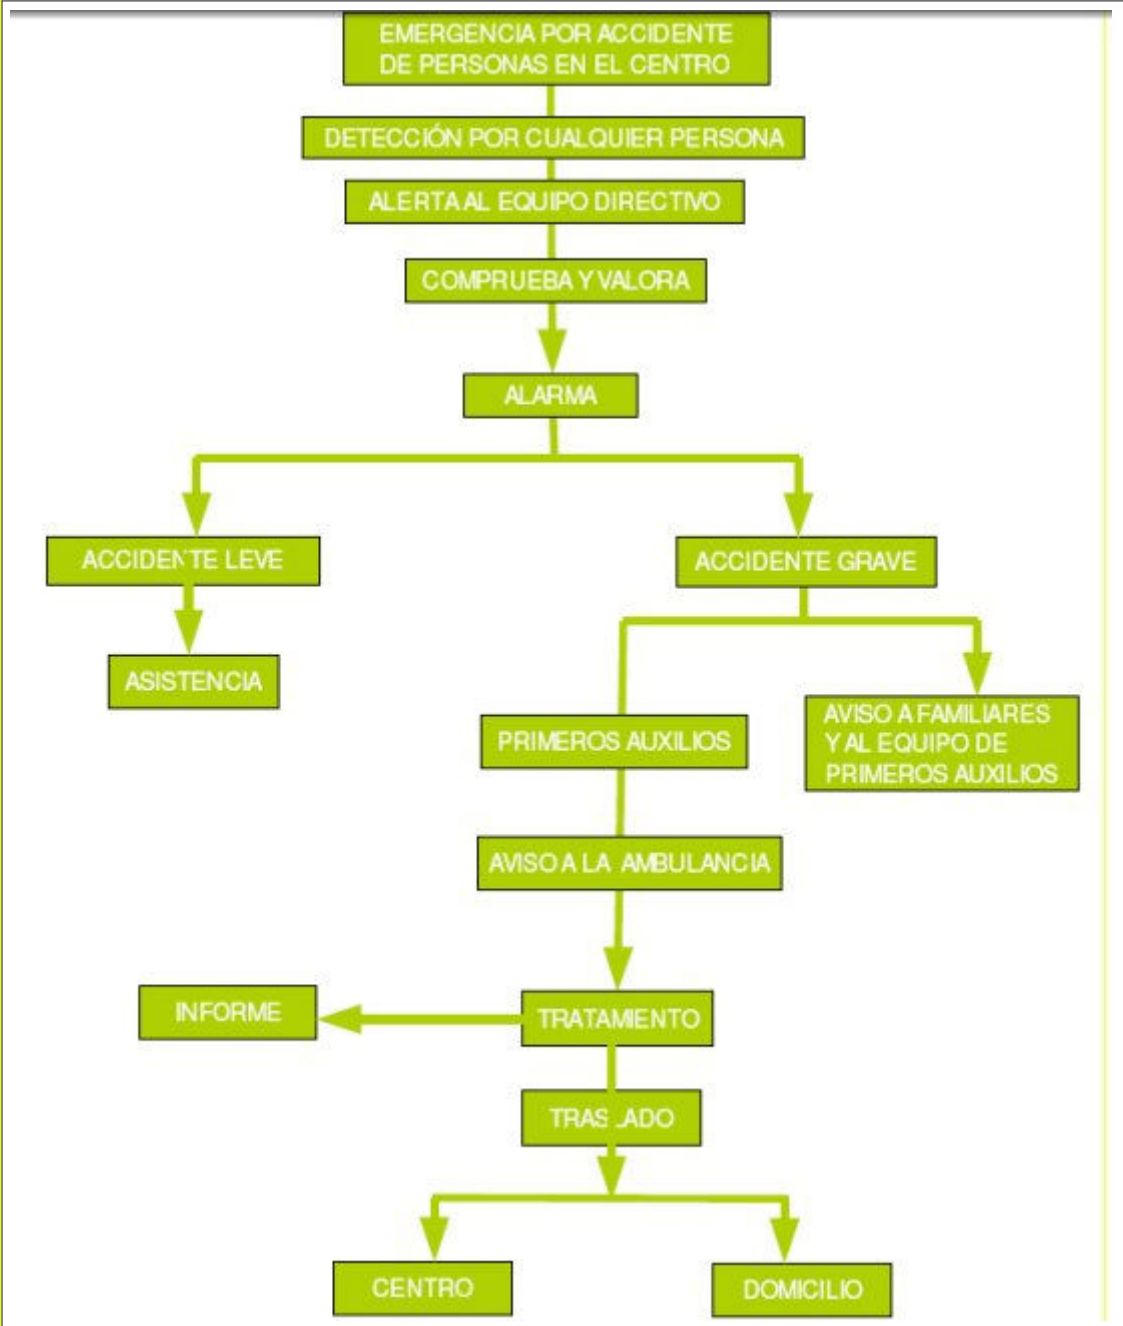 EMERGENCIA POR ACCIDENTE
DE PERSONAS EN EL CENTRO
DETECCIÓN POR CUALQUIER PERSONA
ALERTA AL EQUIPO DIRECTIVO
COMPRUEBA Y VALORA
ALARMA
ACCIDENTE LEVE
ACCIDENTE GRAVE
ASISTENCIA
PRIMEROS AUXILIOS
AVISO A FAMILIARES
Y AL EQUIPO DE
PRIMEROS AUXILIOS
AVISO A LA AMBULANCIA
INFORME
TRATAMIENTO
TRASLADO
CENTRO
DOMICILIO